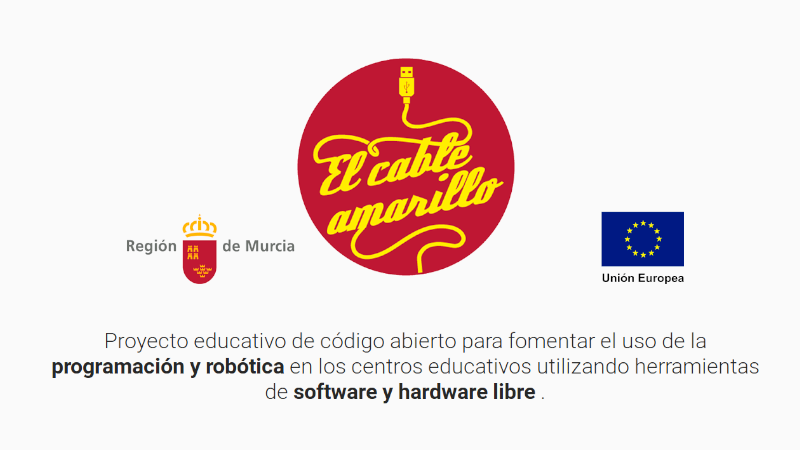 El cable
amarillo
Región de Murcia
Unión Europea
Proyecto educativo de código abierto para fomentar el uso de la
programación y robótica en los centros educativos utilizando herramientas
de software y hardware libre .